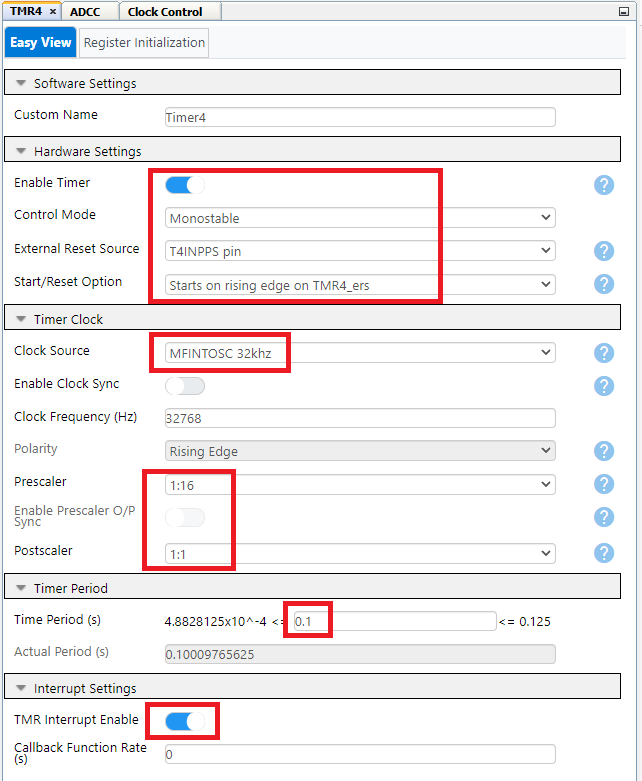 TMR4 × ADCC Clock Control
Easy View Register Initialization
Software Settings
Custom Name Timer4
Hardware Settings
Enable Timer ?
Control Mode Monostable
External Reset Source T4INPPS pin ?
Start/Reset Option Starts on rising edge on TMR4_ers ?
Timer Clock
Clock Source MFINTOSC 32khz ?
Enable Clock Sync ?
Clock Frequency (Hz) 32768
Polarity Rising Edge ?
Prescaler 1:16 ?
Enable Prescaler O/P
Sync ?
Postscaler 1:1 ?
Timer Period
Time Period (s) 4.8828125x10^-4 <= 0.1 <= 0.125
Actual Period (s) 0.10009765625
Interrupt Settings
TMR Interrupt Enable
Callback Function Rate
(s) 0